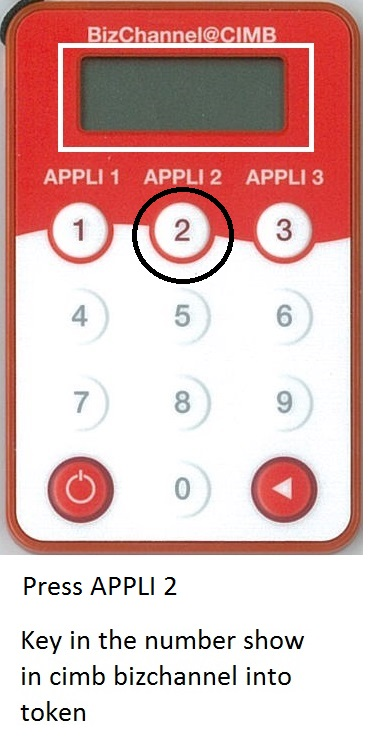 BizChannel@CIMB
APPLI 1 APPLI 2 APPLI 3
1 2 3
4 5 6
7 8 9
0
Press APPLI 2
Key in the number show
in cimb bizchannel into
token